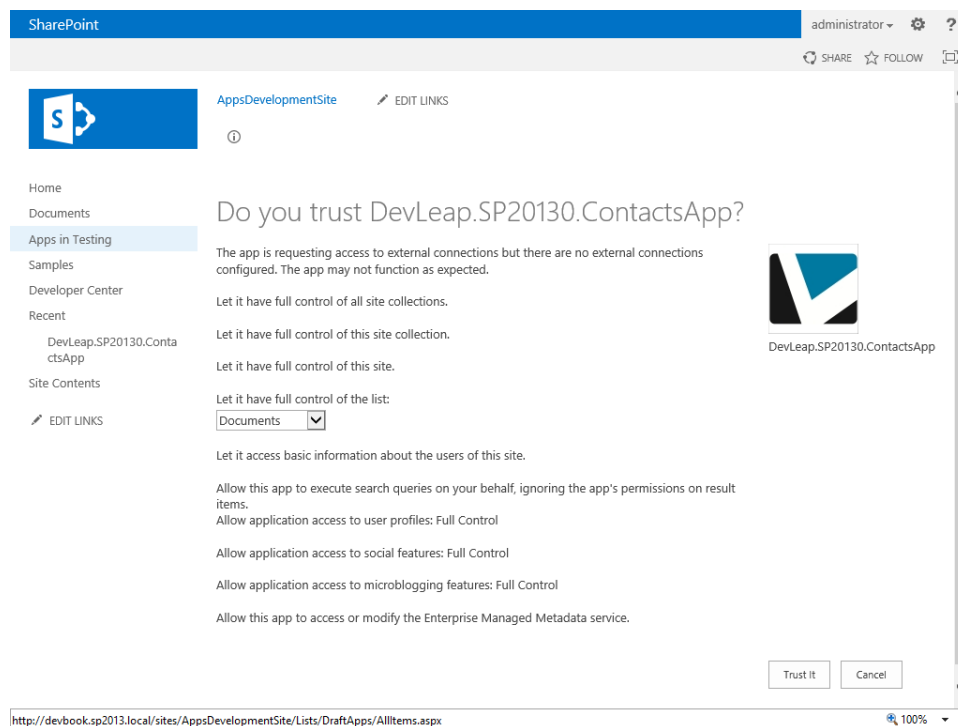 SharePoint
administrator
?
SHARE FOLLOW
S
AppsDevelopmentSite EDIT LINKS
Home
Documents
Apps in Testing
Samples
Developer Center
Recent
DevLeap.SP20130.Conta
ctsApp
Site Contents
EDIT LINKS
Do you trust DevLeap.SP20130.ContactsApp?
The app is requesting access to external connections but there are no external connections
configured. The app may not function as expected.
Let it have full control of all site collections.
Let it have full control of this site collection.
Let it have full control of this site.
Let it have full control of the list:
Documents
Let it access basic information about the users of this site.
Allow this app to execute search queries on your behalf, ignoring the app's permissions on result
items.
Allow application access to user profiles: Full Control
Allow application access to social features: Full Control
Allow application access to microblogging features: Full Control
Allow this app to access or modify the Enterprise Managed Metadata service.
DevLeap.SP20130.ContactsApp
Trust It Cancel
http://devbook.sp2013.local/sites/AppsDevelopmentSite/Lists/DraftApps/AllItems.aspx
100%